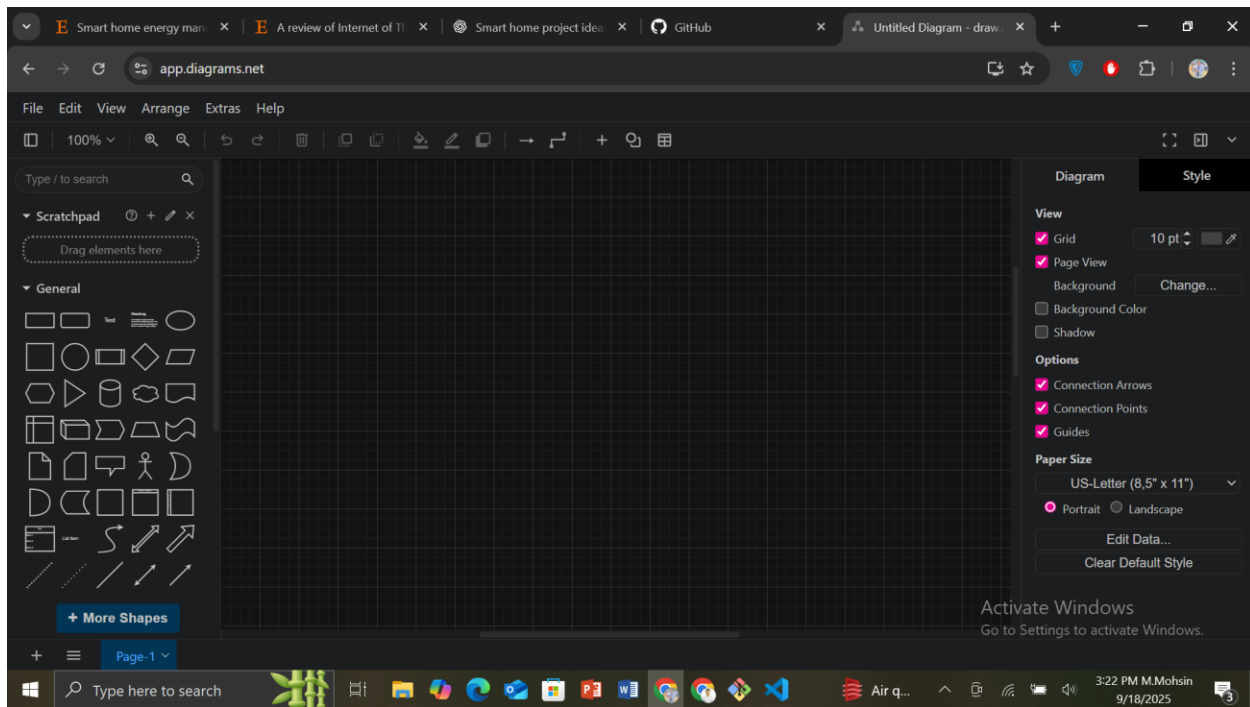 Smart home energy man
A review of Internet of Th
Smart home project idea
GitHub
Untitled Diagram - draw.
app.diagrams.net
File Edit View Arrange Extras Help
100%
Type / to search
Diagram
Style
Scratchpad
View
Grid
10 pt
Drag elements here
Page View
Background
Change...
General
Background Color
Text
Heading
Shadow
Options
Connection Arrows
Connection Points
Guides
Paper Size
US-Letter (8,5" x 11")
Portrait
Landscape
List Item
Edit Data...
Clear Default Style
+ More Shapes
Activate Windows
Go to Settings to activate Windows.
Page-1
Type here to search
Air q...
3:22 PM M.Mohsin
9/18/2025
3